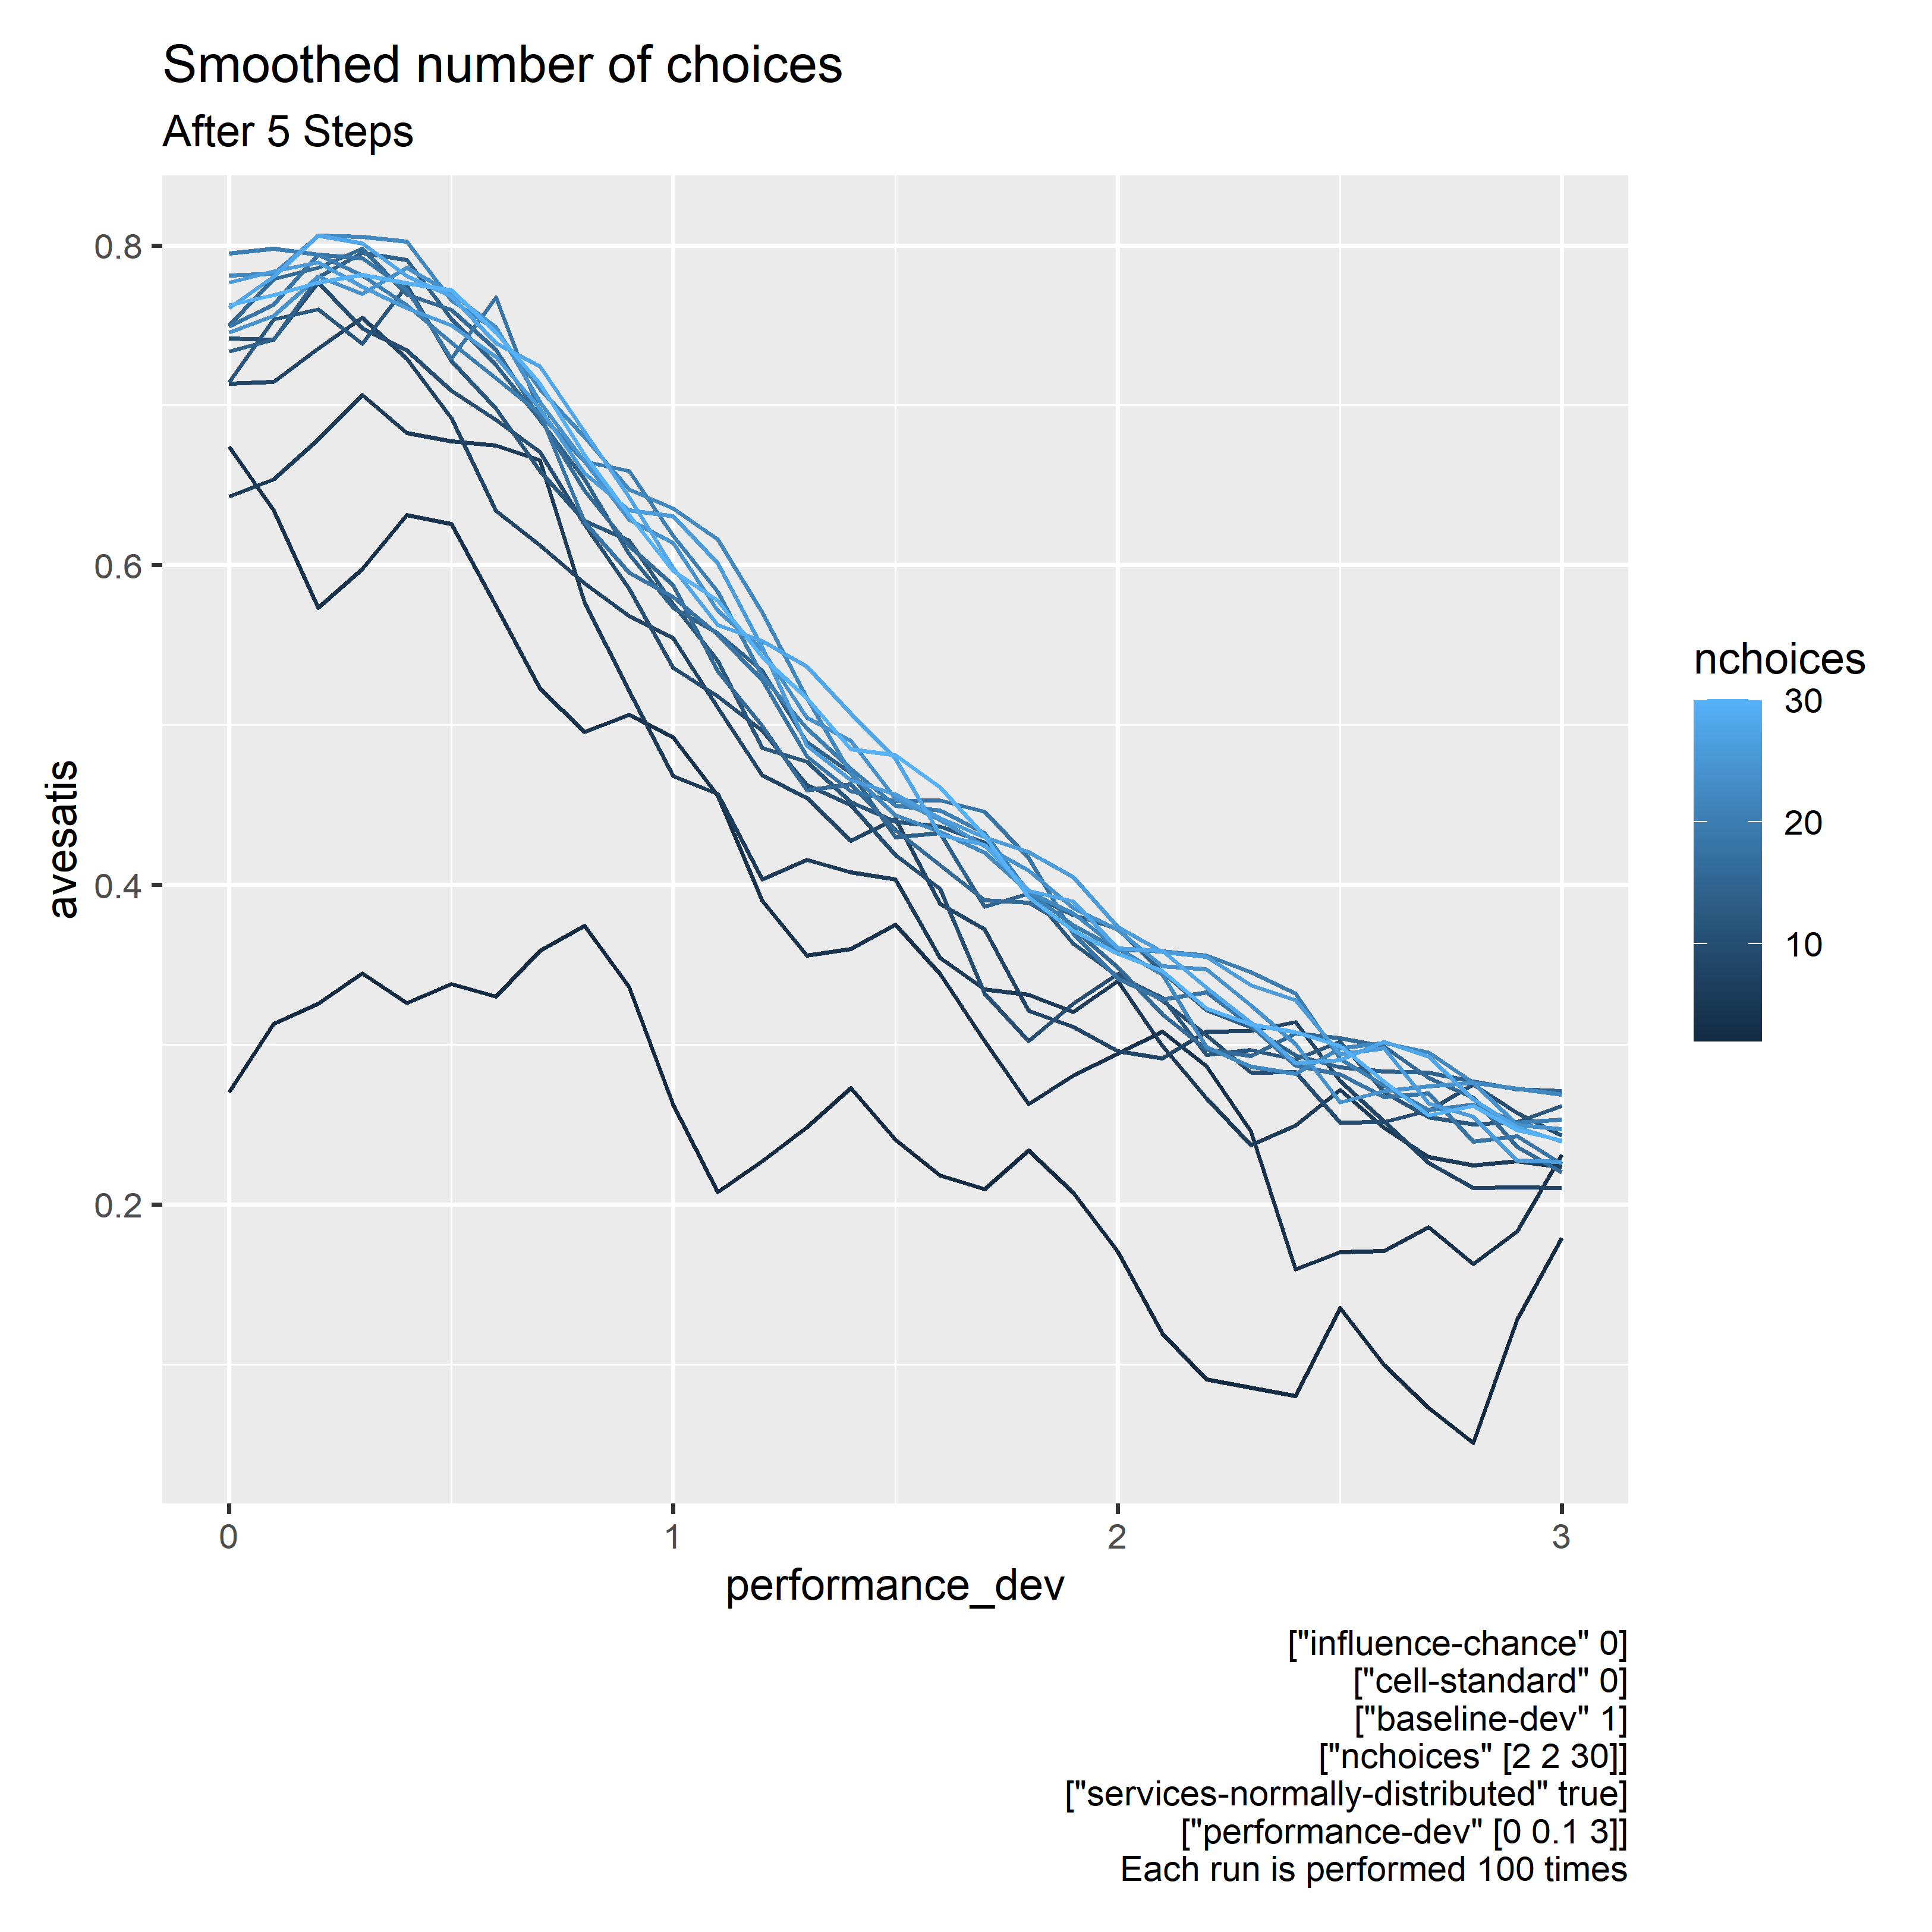 Smoothed number of choices
After 5 Steps
0.8
0.6
0.4
0.2
avesatis
0
1
2
3
performance_dev
nchoices
30
20
10
["influence-chance" 0]
["cell-standard" 0]
["baseline-dev" 1]
["nchoices" [2 2 30]]
["services-normally-distributed" true]
["performance-dev" [0 0.1 3]]
Each run is performed 100 times